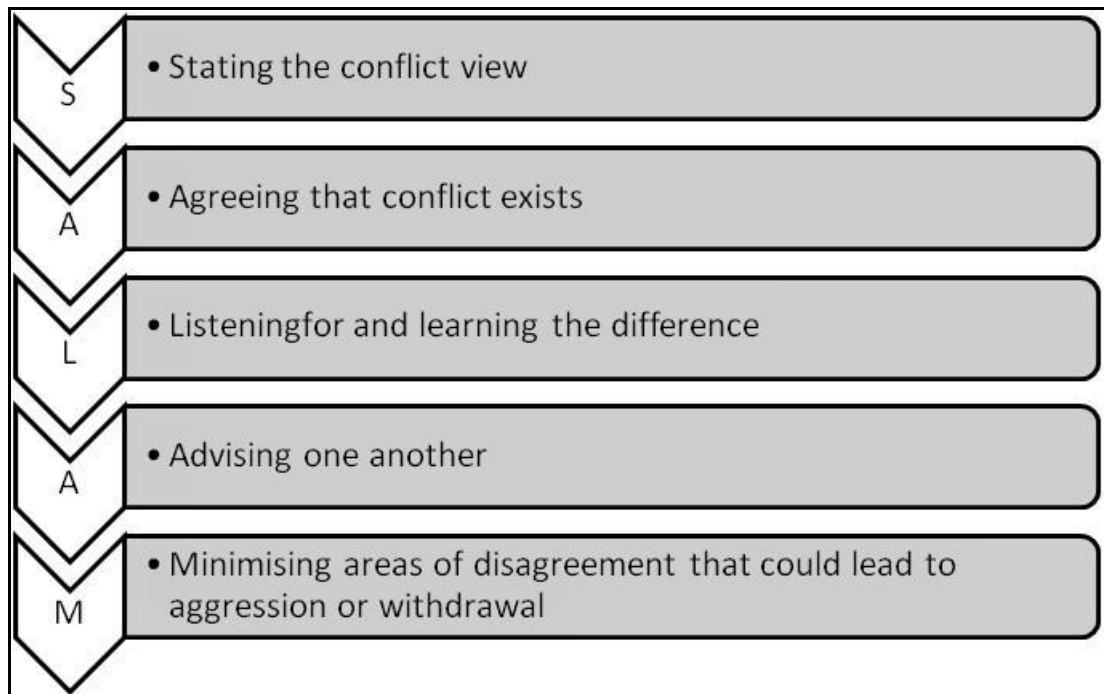 S
• Stating the conflict view
A
• Agreeing that conflict exists
L
• Listeningfor and learning the difference
A
• Advising one another
M
• Minimising areas of disagreement that could lead to
aggression or withdrawal